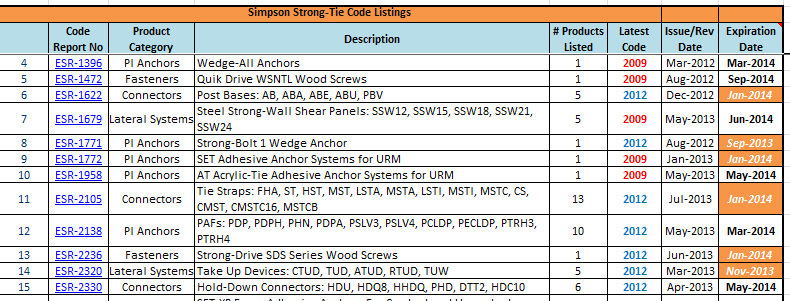 Simpson Strong-Tie Code Listings
Code Report No Product Category Description # Products Listed Latest Code Issue/Rev Date Expiration Date
4 ESR-1396 PI Anchors Wedge-All Anchors 1 2009 Mar-2012 Mar-2014
5 ESR-1472 Fasteners Quik Drive WSNTL Wood Screws 1 2009 Aug-2012 Sep-2014
6 ESR-1622 Connectors Post Bases: AB, ABA, ABE, ABU, PBV 5 2012 Dec-2012 Jan-2014
7 ESR-1679 Lateral Systems Steel Strong-Wall Shear Panels: SSW12, SSW15, SSW18, SSW21, SSW24 5 2009 May-2013 Jun-2014
8 ESR-1771 PI Anchors Strong-Bolt 1 Wedge Anchor 1 2012 Aug-2012 Sep-2013
9 ESR-1772 PI Anchors SET Adhesive Anchor Systems for URM 1 2009 Jan-2013 Jan-2014
10 ESR-1958 PI Anchors AT Acrylic-Tie Adhesive Anchor Systems for URM 1 2009 May-2013 May-2014
11 ESR-2105 Connectors Tie Straps: FHA, ST, HST, MST, LSTA, MSTA, LSTI, MSTI, MSTC, CS, CMST, CMSTC16, MSTCB 13 2012 Jul-2013 Jan-2014
12 ESR-2138 PI Anchors PAFs: PDP, PDPH, PHN, PDPA, PSLV3, PSLV4, PCLDP, PECLDP, PTRH3, PTRH4 10 2012 May-2013 Mar-2014
13 ESR-2236 Fasteners Strong-Drive SDS Series Wood Screws 1 2012 Jun-2013 Jan-2014
14 ESR-2320 Lateral Systems Take Up Devices: CTUD, TUD, ATUD, RTUD, TUW 5 2012 Mar-2013 Nov-2013
15 ESR-2330 Connectors Hold-Down Connectors: HDU, HDQ8, HHDQ, PHD, DTT2, HDC10 6 2012 Apr-2013 May-2014